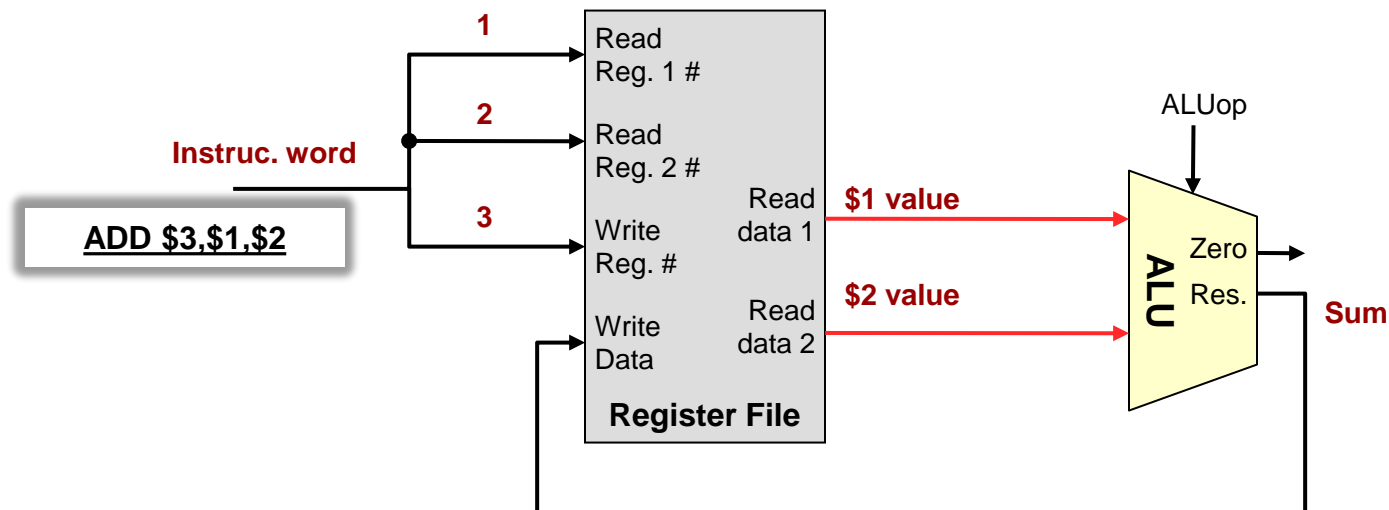 1
Read
Reg. 1 #
2
Read
Reg. 2 #
ALUop
Instruc. word
ADD $3,$1,$2
3
Write
Reg. #
Read
data 1
$1 value
Zero
ALU
Res.
Sum
$2 value
Read
data 2
Write
Data
Register File